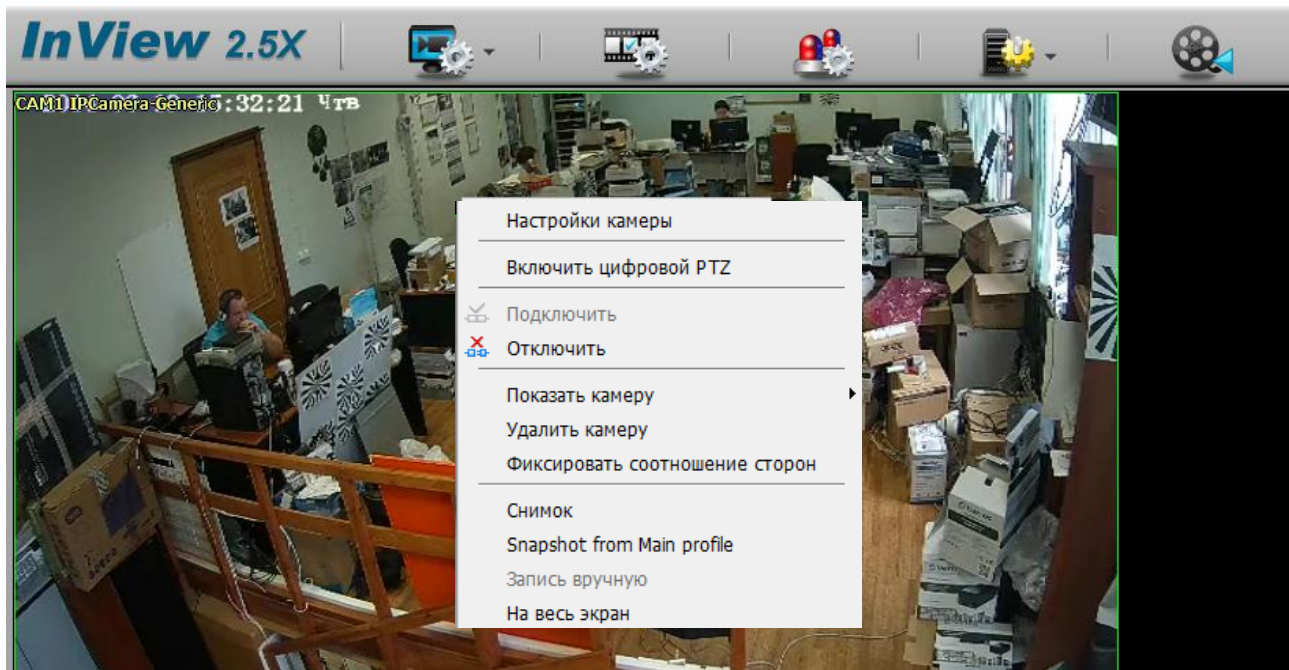 InView 2.5X
CAM1 IPCamera-Generic
:32:21 Чтв
Настройки камеры
Включить цифровой PTZ
Подключить
Отключить
Показать камеру
Удалить камеру
Фиксировать соотношение сторон
Снимок
Snapshot from Main profile
Запись вручную
На весь экран